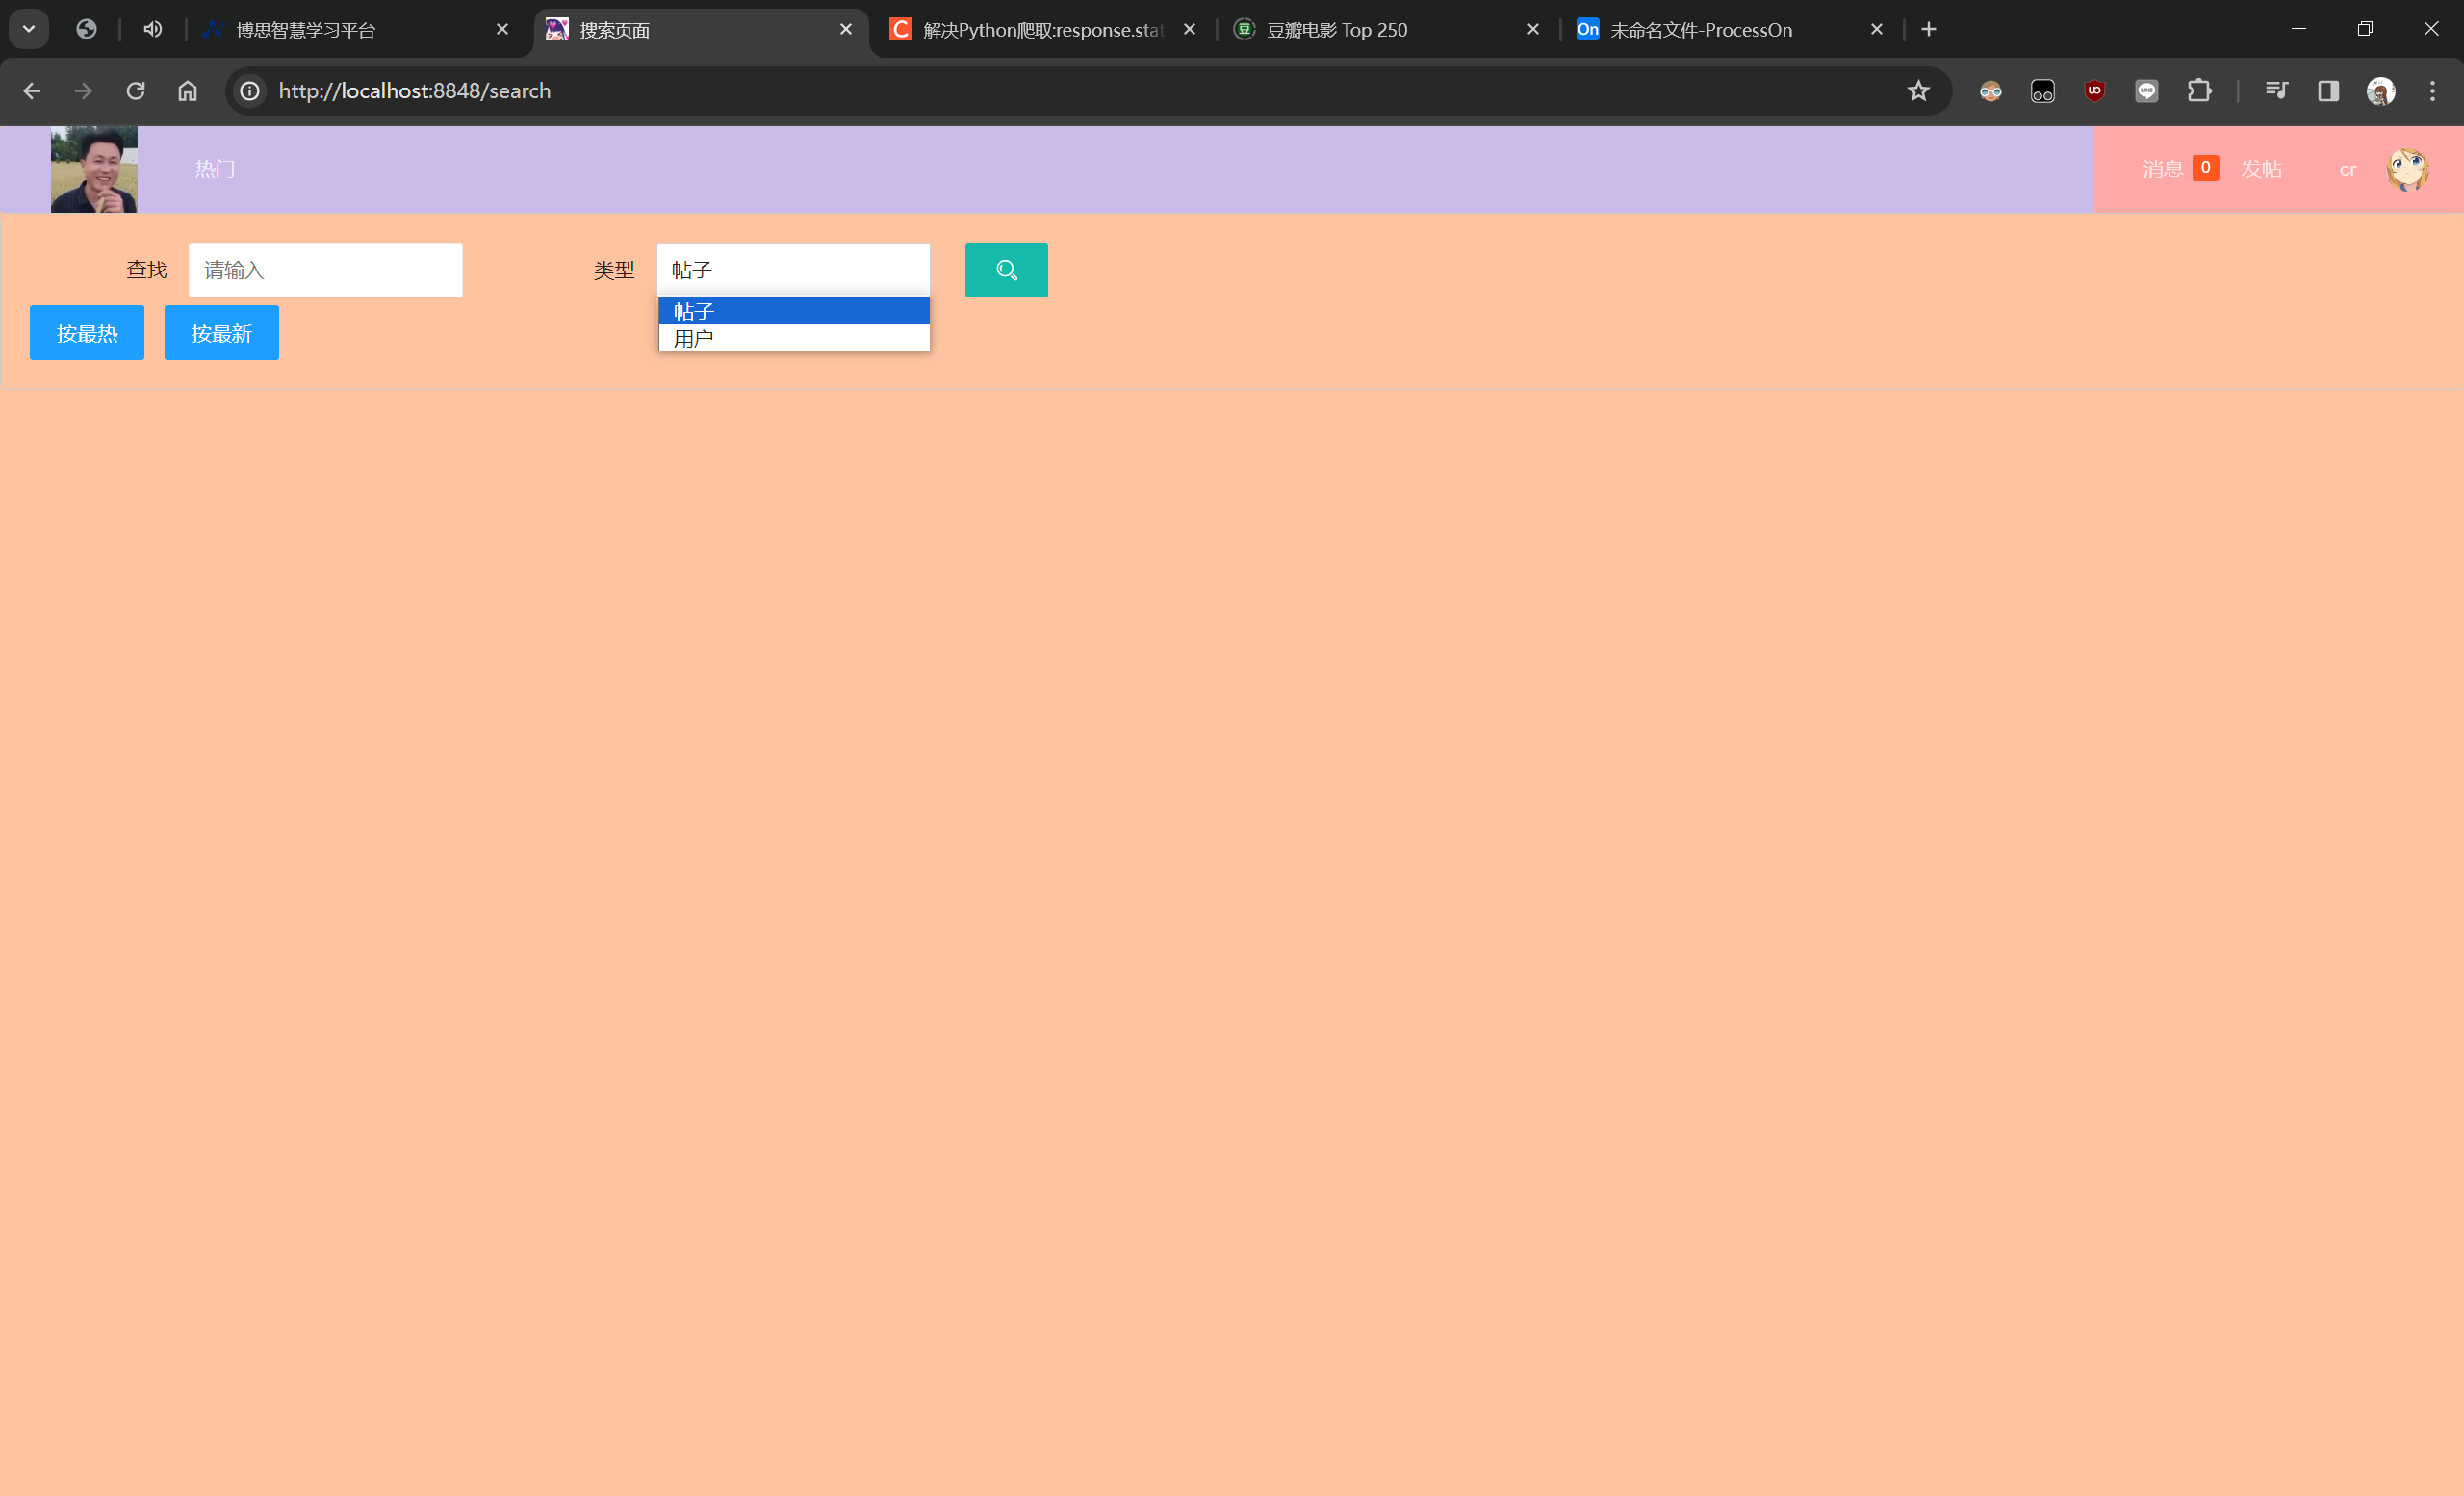 博思智慧学习平台
搜索页面
解决Python爬取:response.stat
豆瓣电影 Top 250
On 未命名文件-ProcessOn
http://localhost:8848/search
热门
消息 0 发帖 cr
查找 请输入 类型 帖子
帖子
用户
按最热 按最新